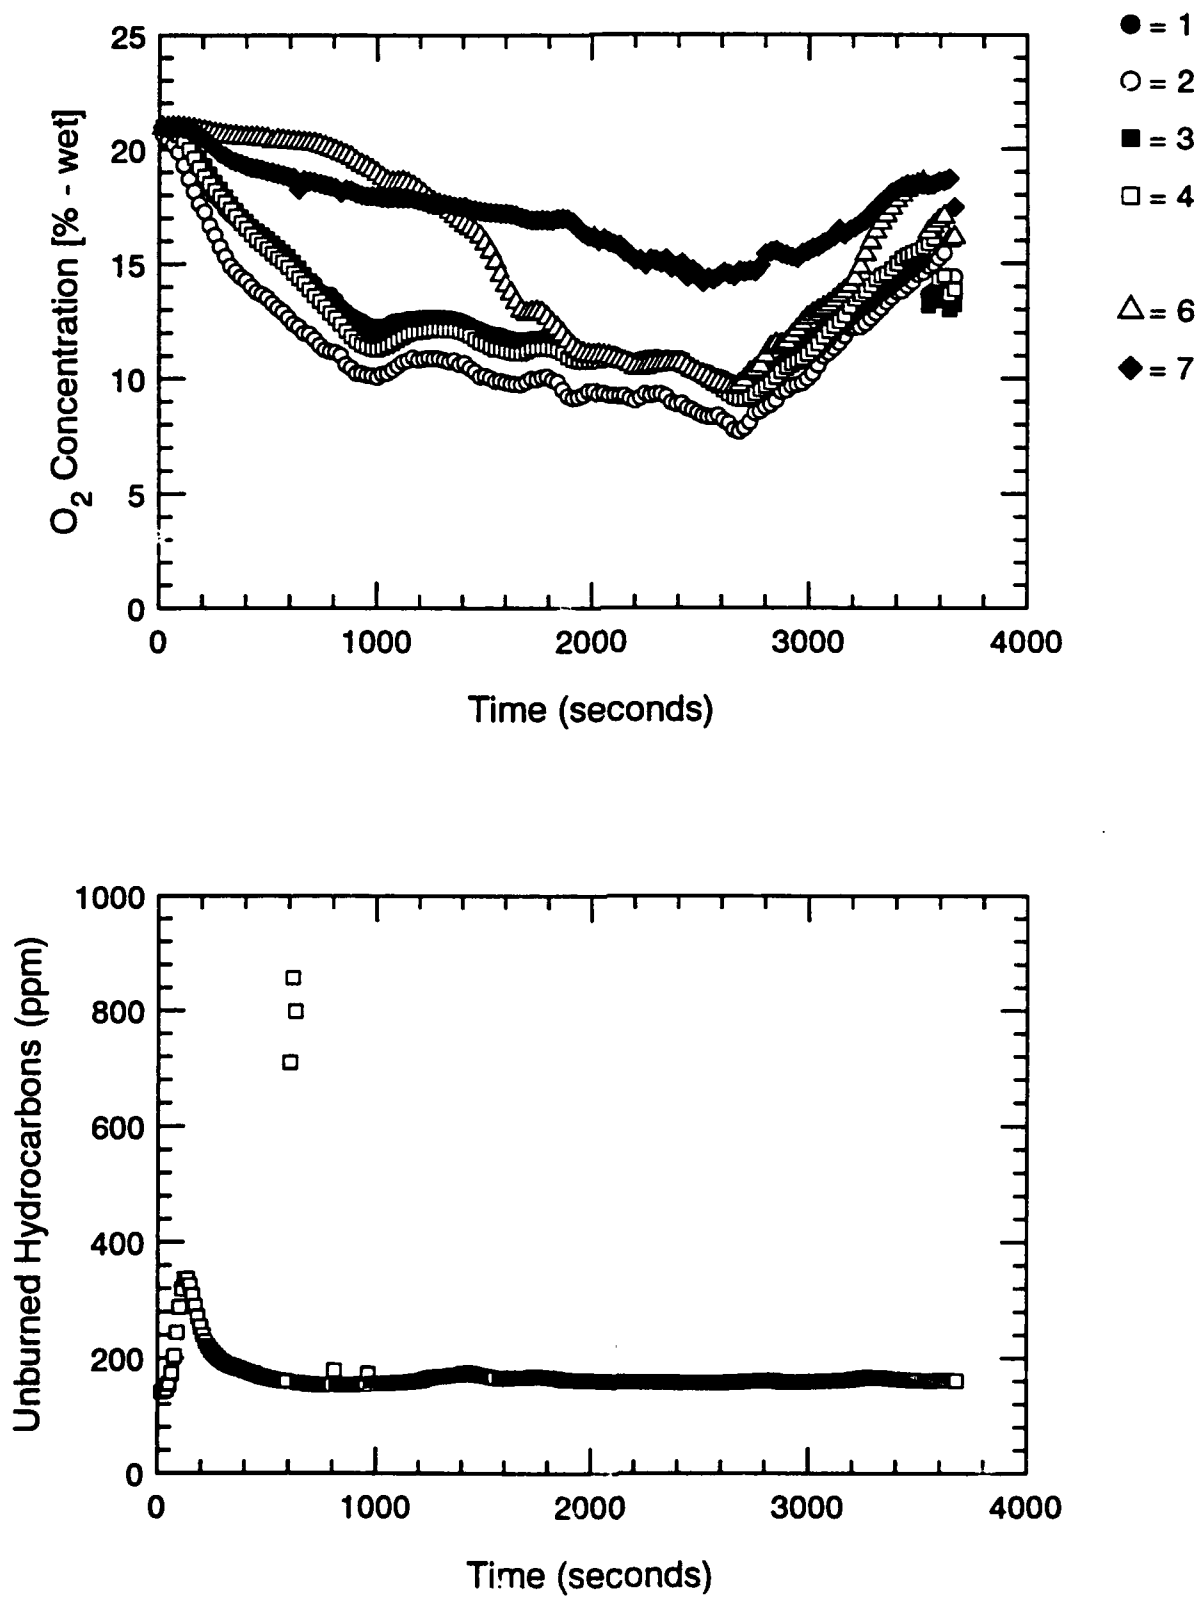 25
20
15
10
5
0
O2 Concentration [% - wet]
0 1000 2000 3000 4000
Time (seconds)
● = 1
○ = 2
■ = 3
□ = 4
△ = 6
◆ = 7
1000
800
600
400
200
0
Unburned Hydrocarbons (ppm)
0 1000 2000 3000 4000
Time (seconds)